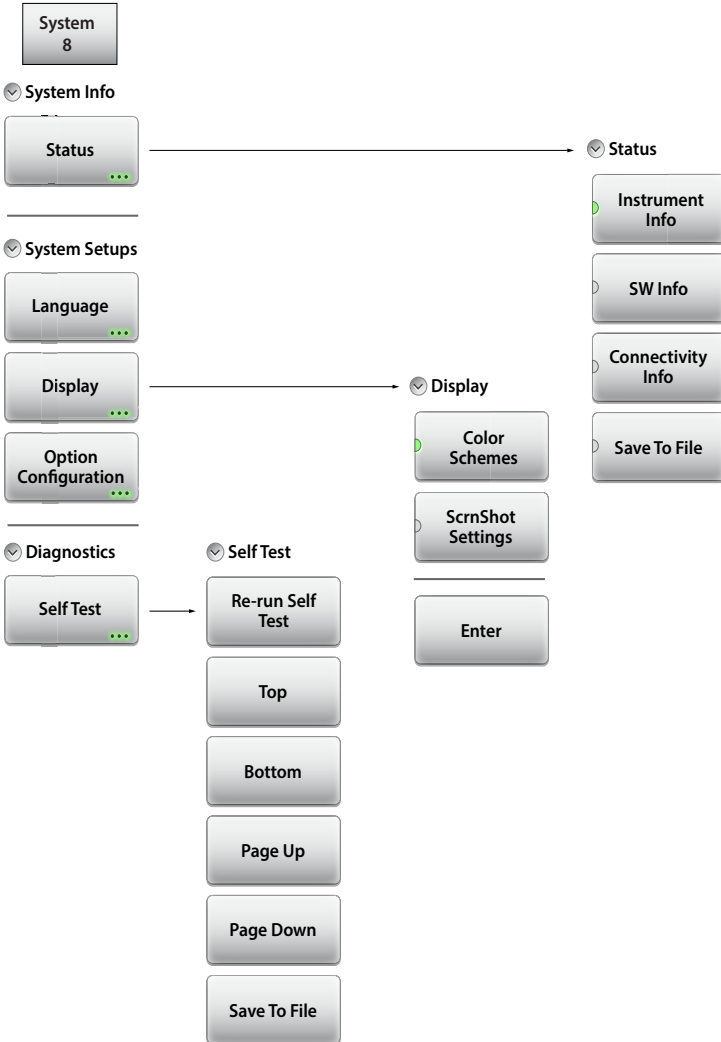 System
8
System Info
Status
System Setups
Language
Display
Option
Configuration
Diagnostics
Self Test
Self Test
Re-run Self
Test
Top
Bottom
Page Up
Page Down
Save To File
Display
Color
Schemes
ScrnShot
Settings
Enter
Status
Instrument
Info
SW Info
Connectivity
Info
Save To File